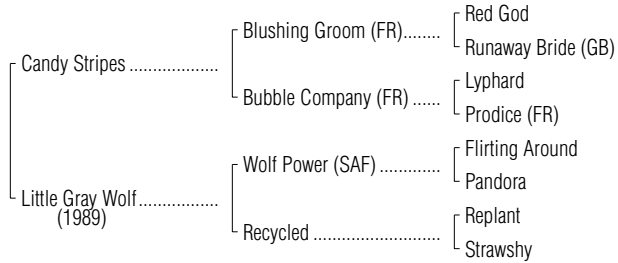 Red God
Blushing Groom (FR)........
Runaway Bride (GB)
Candy Stripes ...................
Lyphard
Bubble Company (FR) ......
Prodice (FR)
Flirting Around
Wolf Power (SAF) .............
Pandora
Little Gray Wolf.................
(1989)
Replant
Recycled ...........................
Strawshy